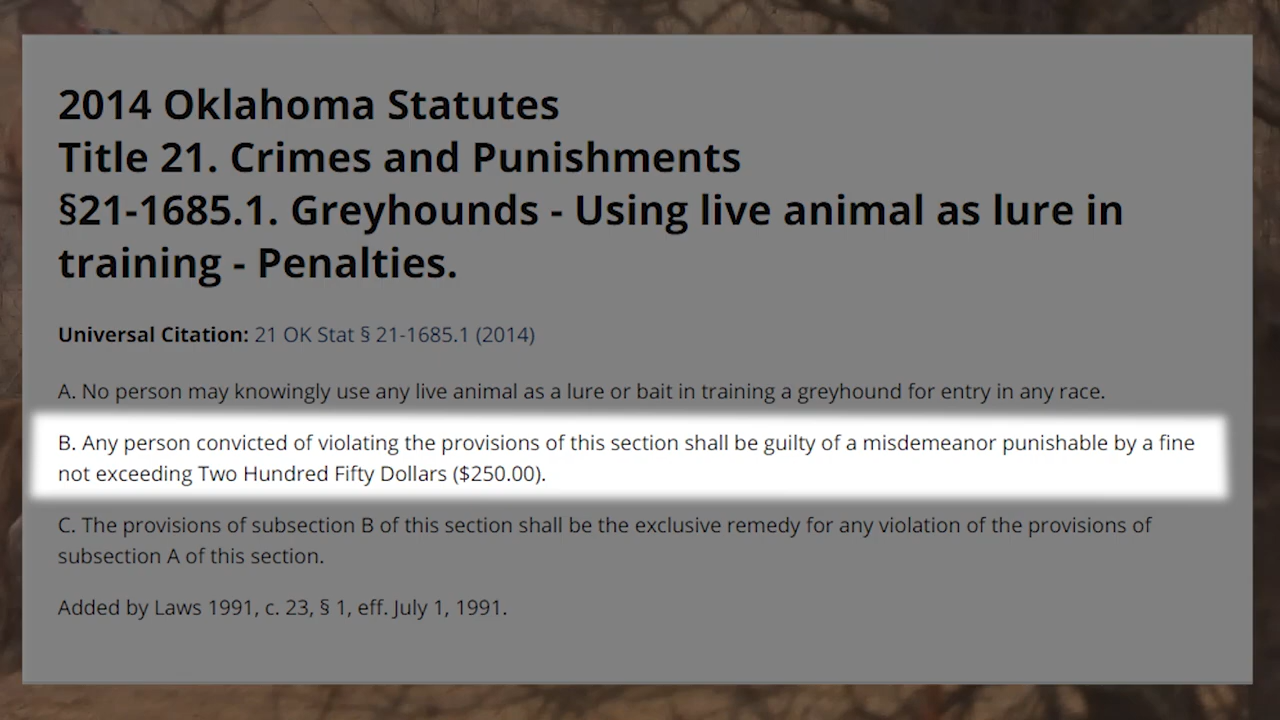 2014 Oklahoma Statutes
Title 21. Crimes and Punishments
§21-1685.1. Greyhounds - Using live animal as lure in
training - Penalties.
Universal Citation: 21 OK Stat § 21-1685.1 (2014)
A. No person may knowingly use any live animal as a lure or bait in training a greyhound for entry in any race.
B. Any person convicted of violating the provisions of this section shall be guilty of a misdemeanor punishable by a fine
not exceeding Two Hundred Fifty Dollars ($250.00).
C. The provisions of subsection B of this section shall be the exclusive remedy for any violation of the provisions of
subsection A of this section.
Added by Laws 1991, c. 23, § 1, eff. July 1, 1991.